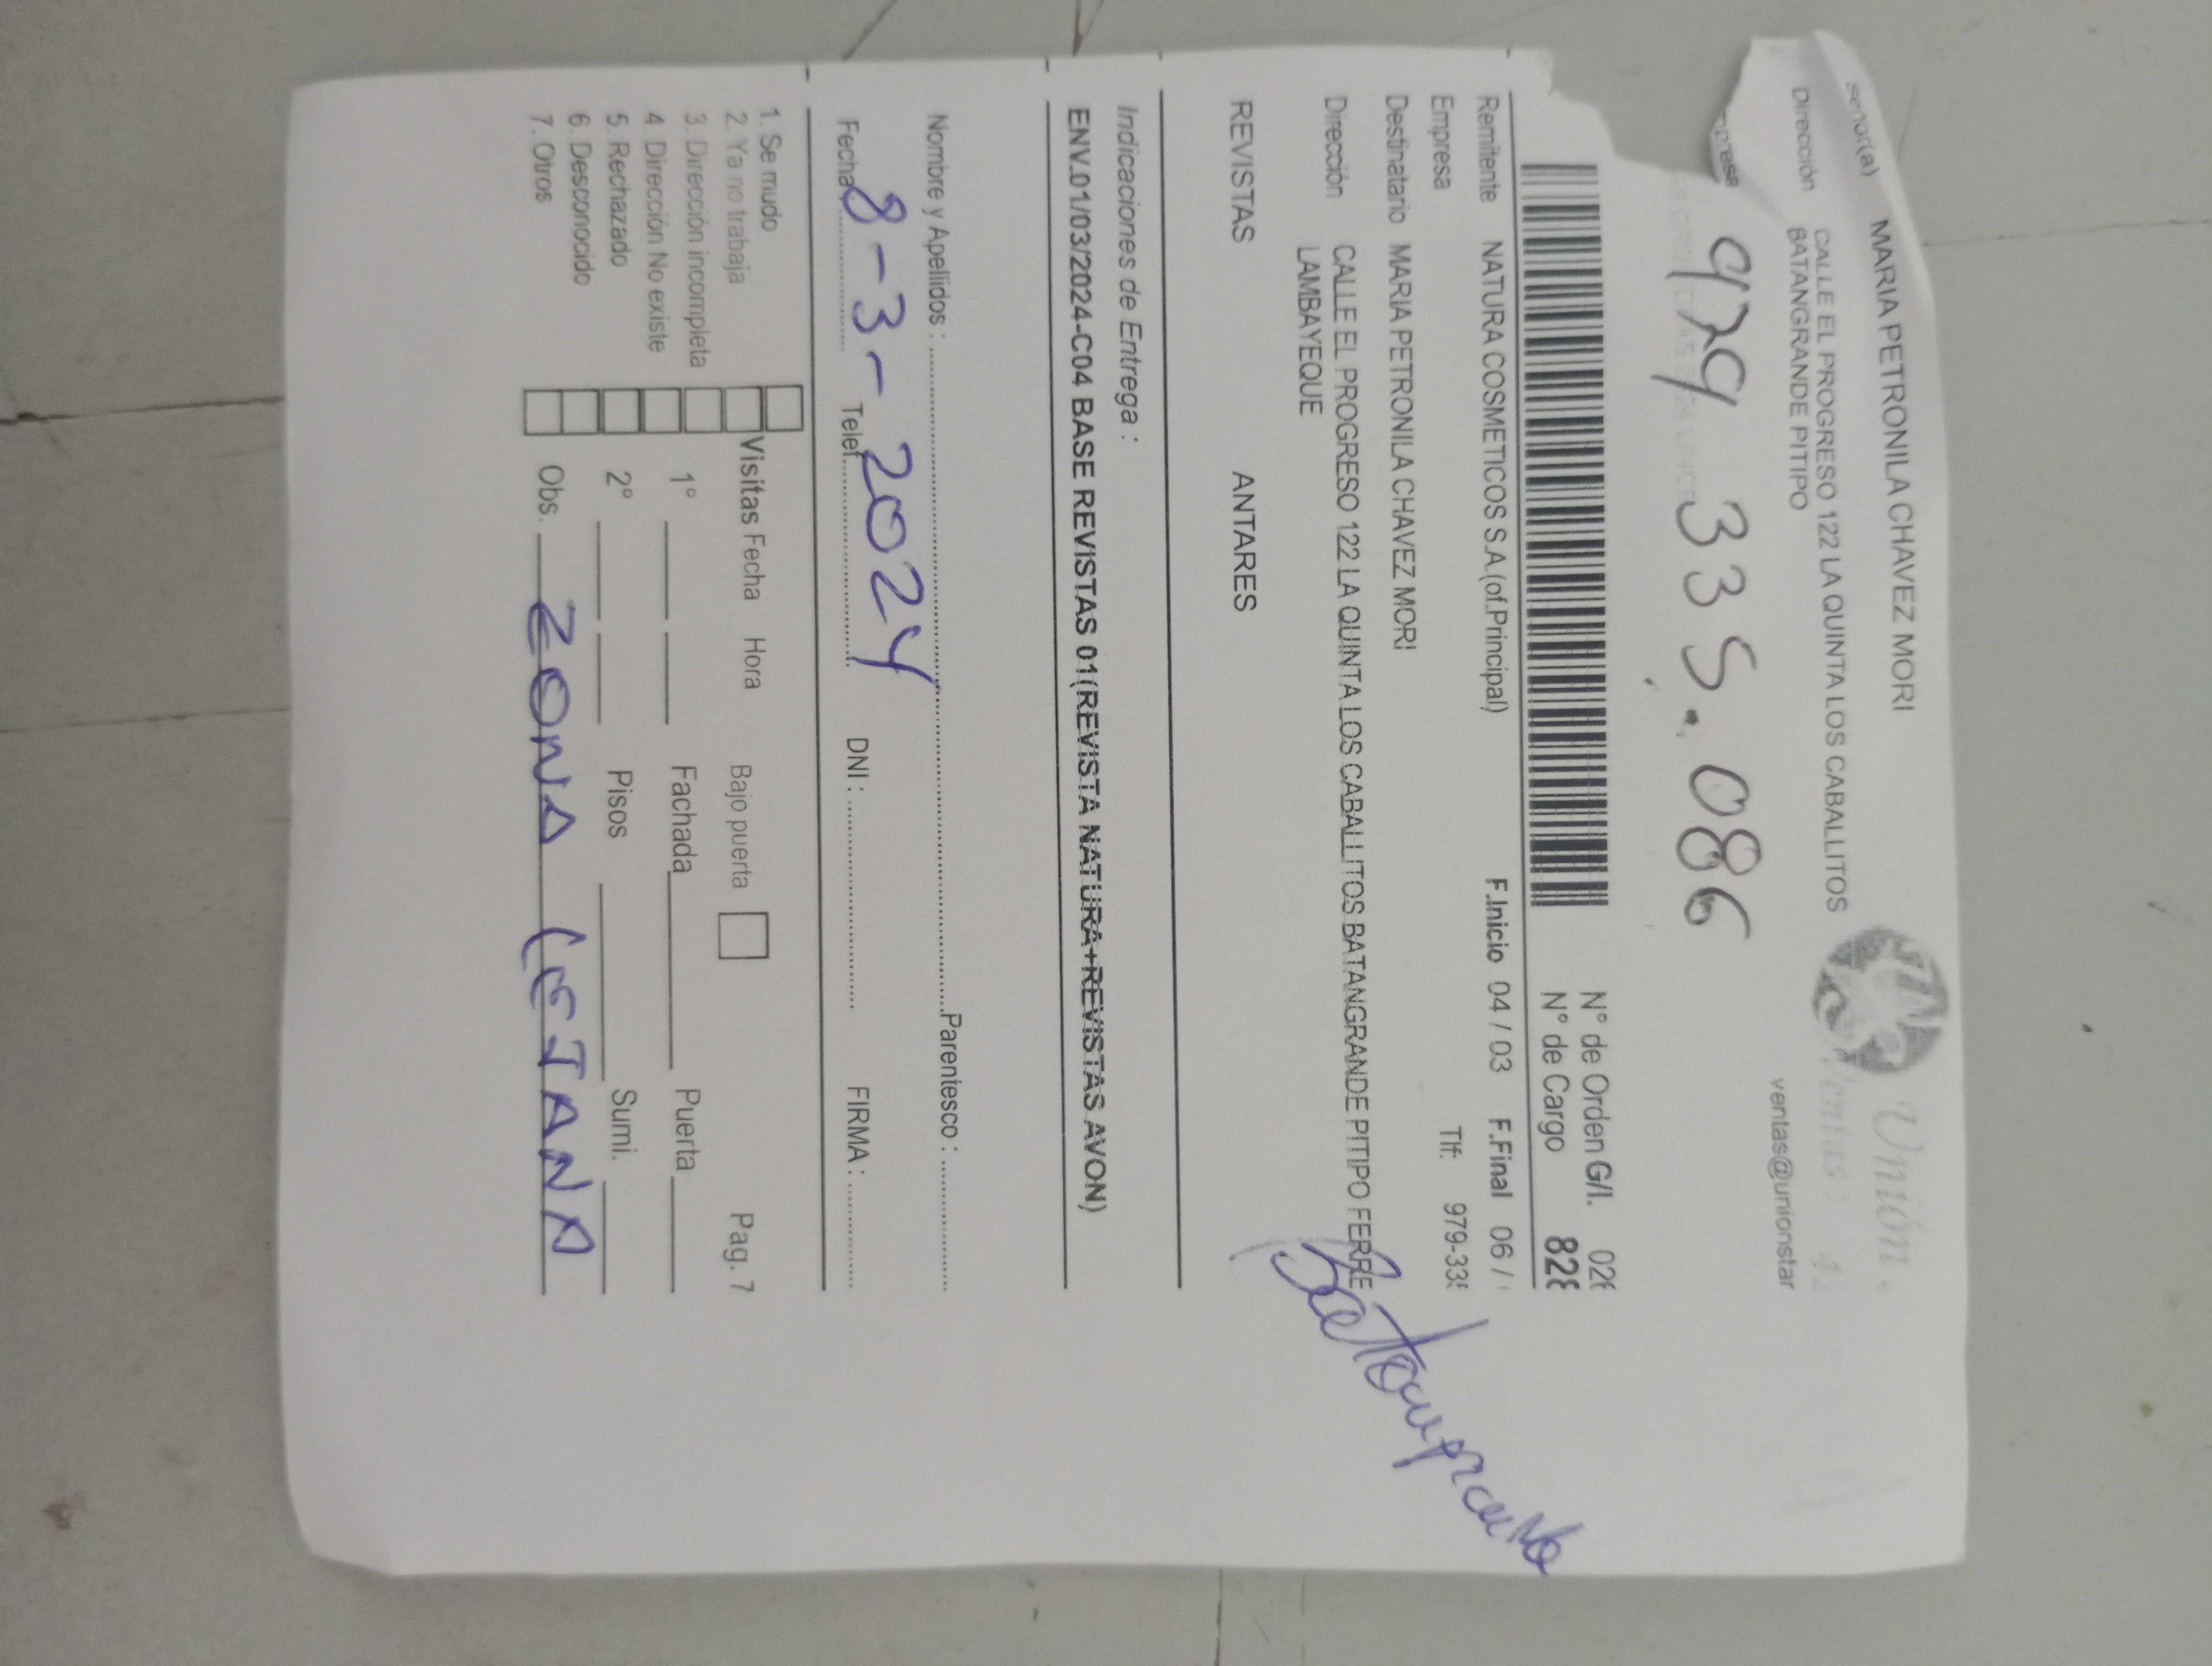 Señor(a) MARIA PETRONILA CHAVEZ MORI
Dirección CALLE EL PROGRESO 122 LA QUINTA LOS CABALLITOS
BATANGRANDE PITIPO
Unión.
ventas@unionstar
979 335.086
N° de Orden G/I. 026
N° de Cargo 828
Remitente NATURA COSMETICOS S.A.(of.Principal) F.Inicio 04 / 03 F.Final 06 /
Empresa Tlf: 979-335
Destinatario MARIA PETRONILA CHAVEZ MORI
Dirección CALLE EL PROGRESO 122 LA QUINTA LOS CABALLITOS BATANGRANDE PITIPO FERRE
LAMBAYEQUE
REVISTAS ANTARES
Indicaciones de Entrega :
ENV.01/03/2024-C04 BASE REVISTAS 01(REVISTA NATURA+REVISTAS AVON)
Nombre y Apellidos : Parentesco :
Fecha 8-3-2024 Telef. DNI : FIRMA :
1. Se mudo
2. Ya no trabaja Visitas Fecha Hora Bajo puerta Pag. 7
3. Dirección incompleta 1° Fachada Puerta
4. Dirección No existe
5. Rechazado 2° Pisos Sumi.
6. Desconocido
7. Otros Obs. ZONA